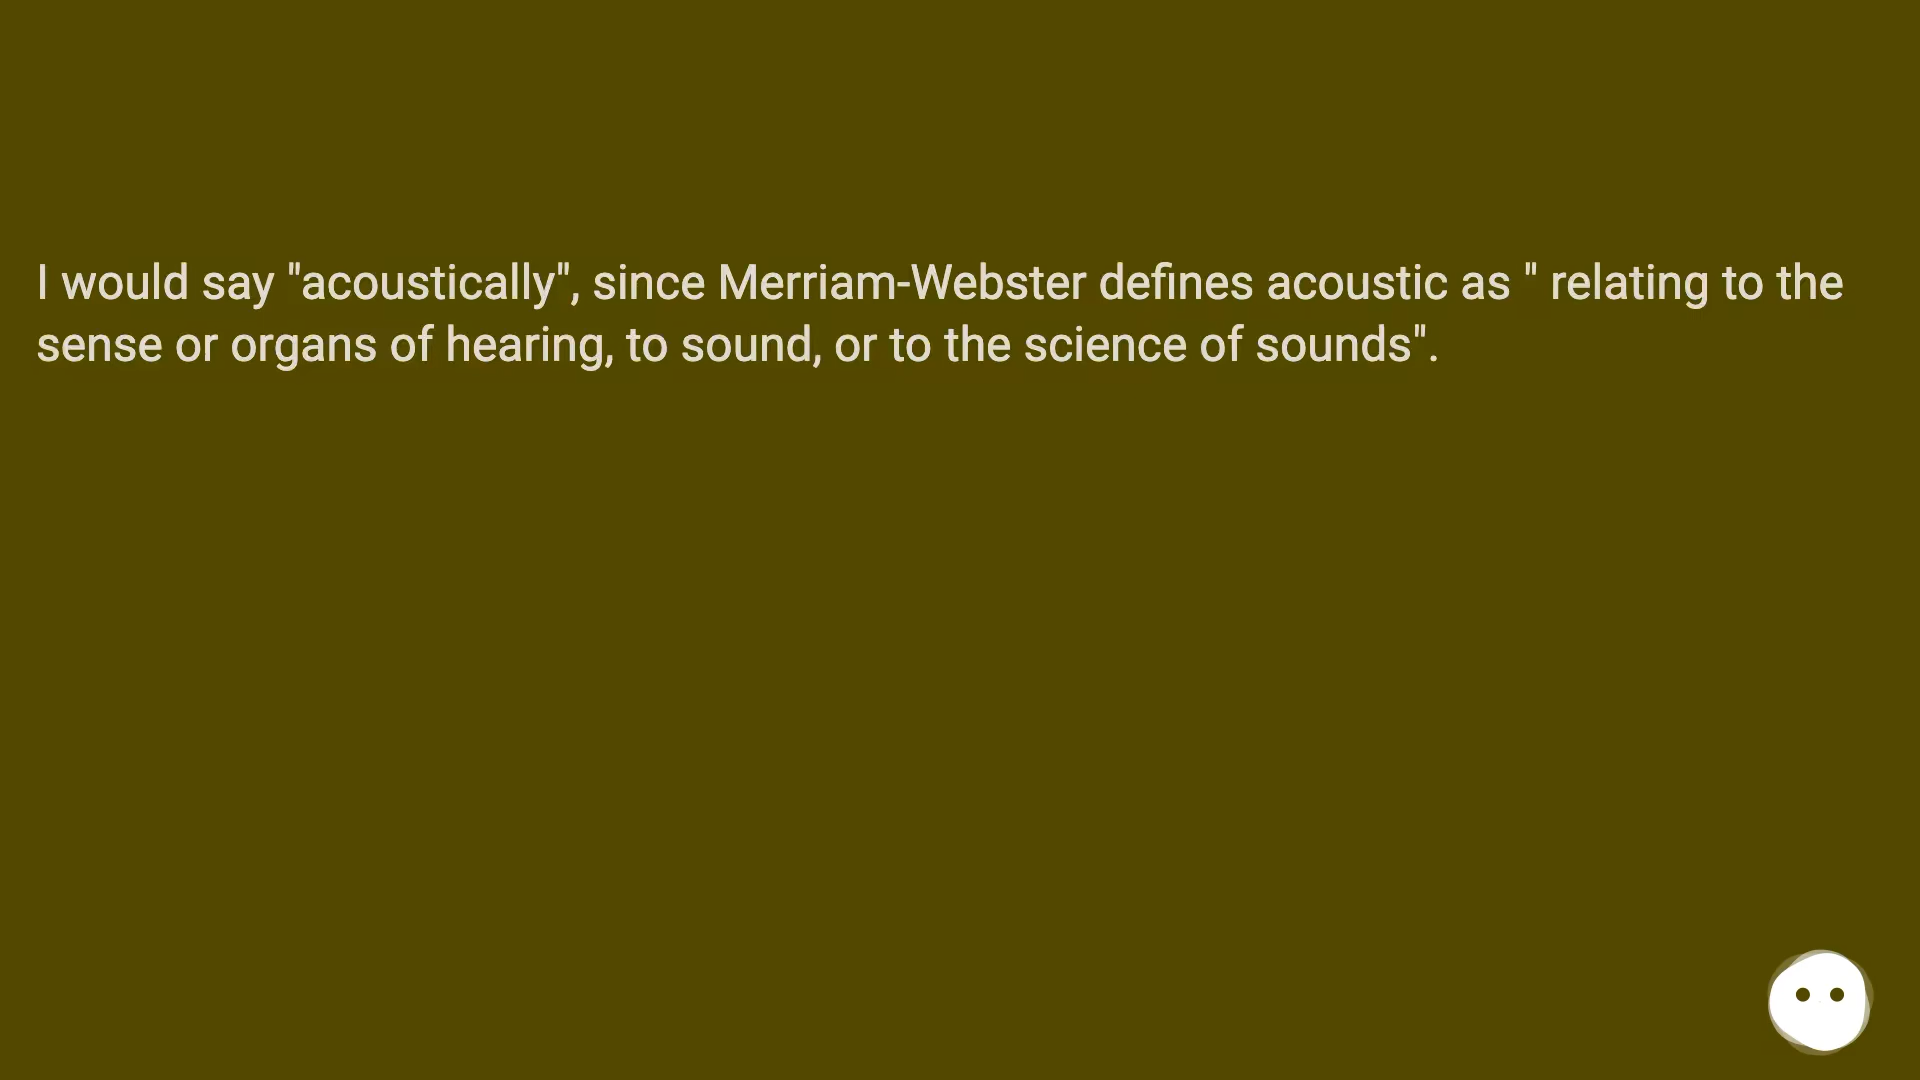 I would say "acoustically", since Merriam-Webster defines acoustic as " relating to the
sense or organs of hearing, to sound, or to the science of sounds".